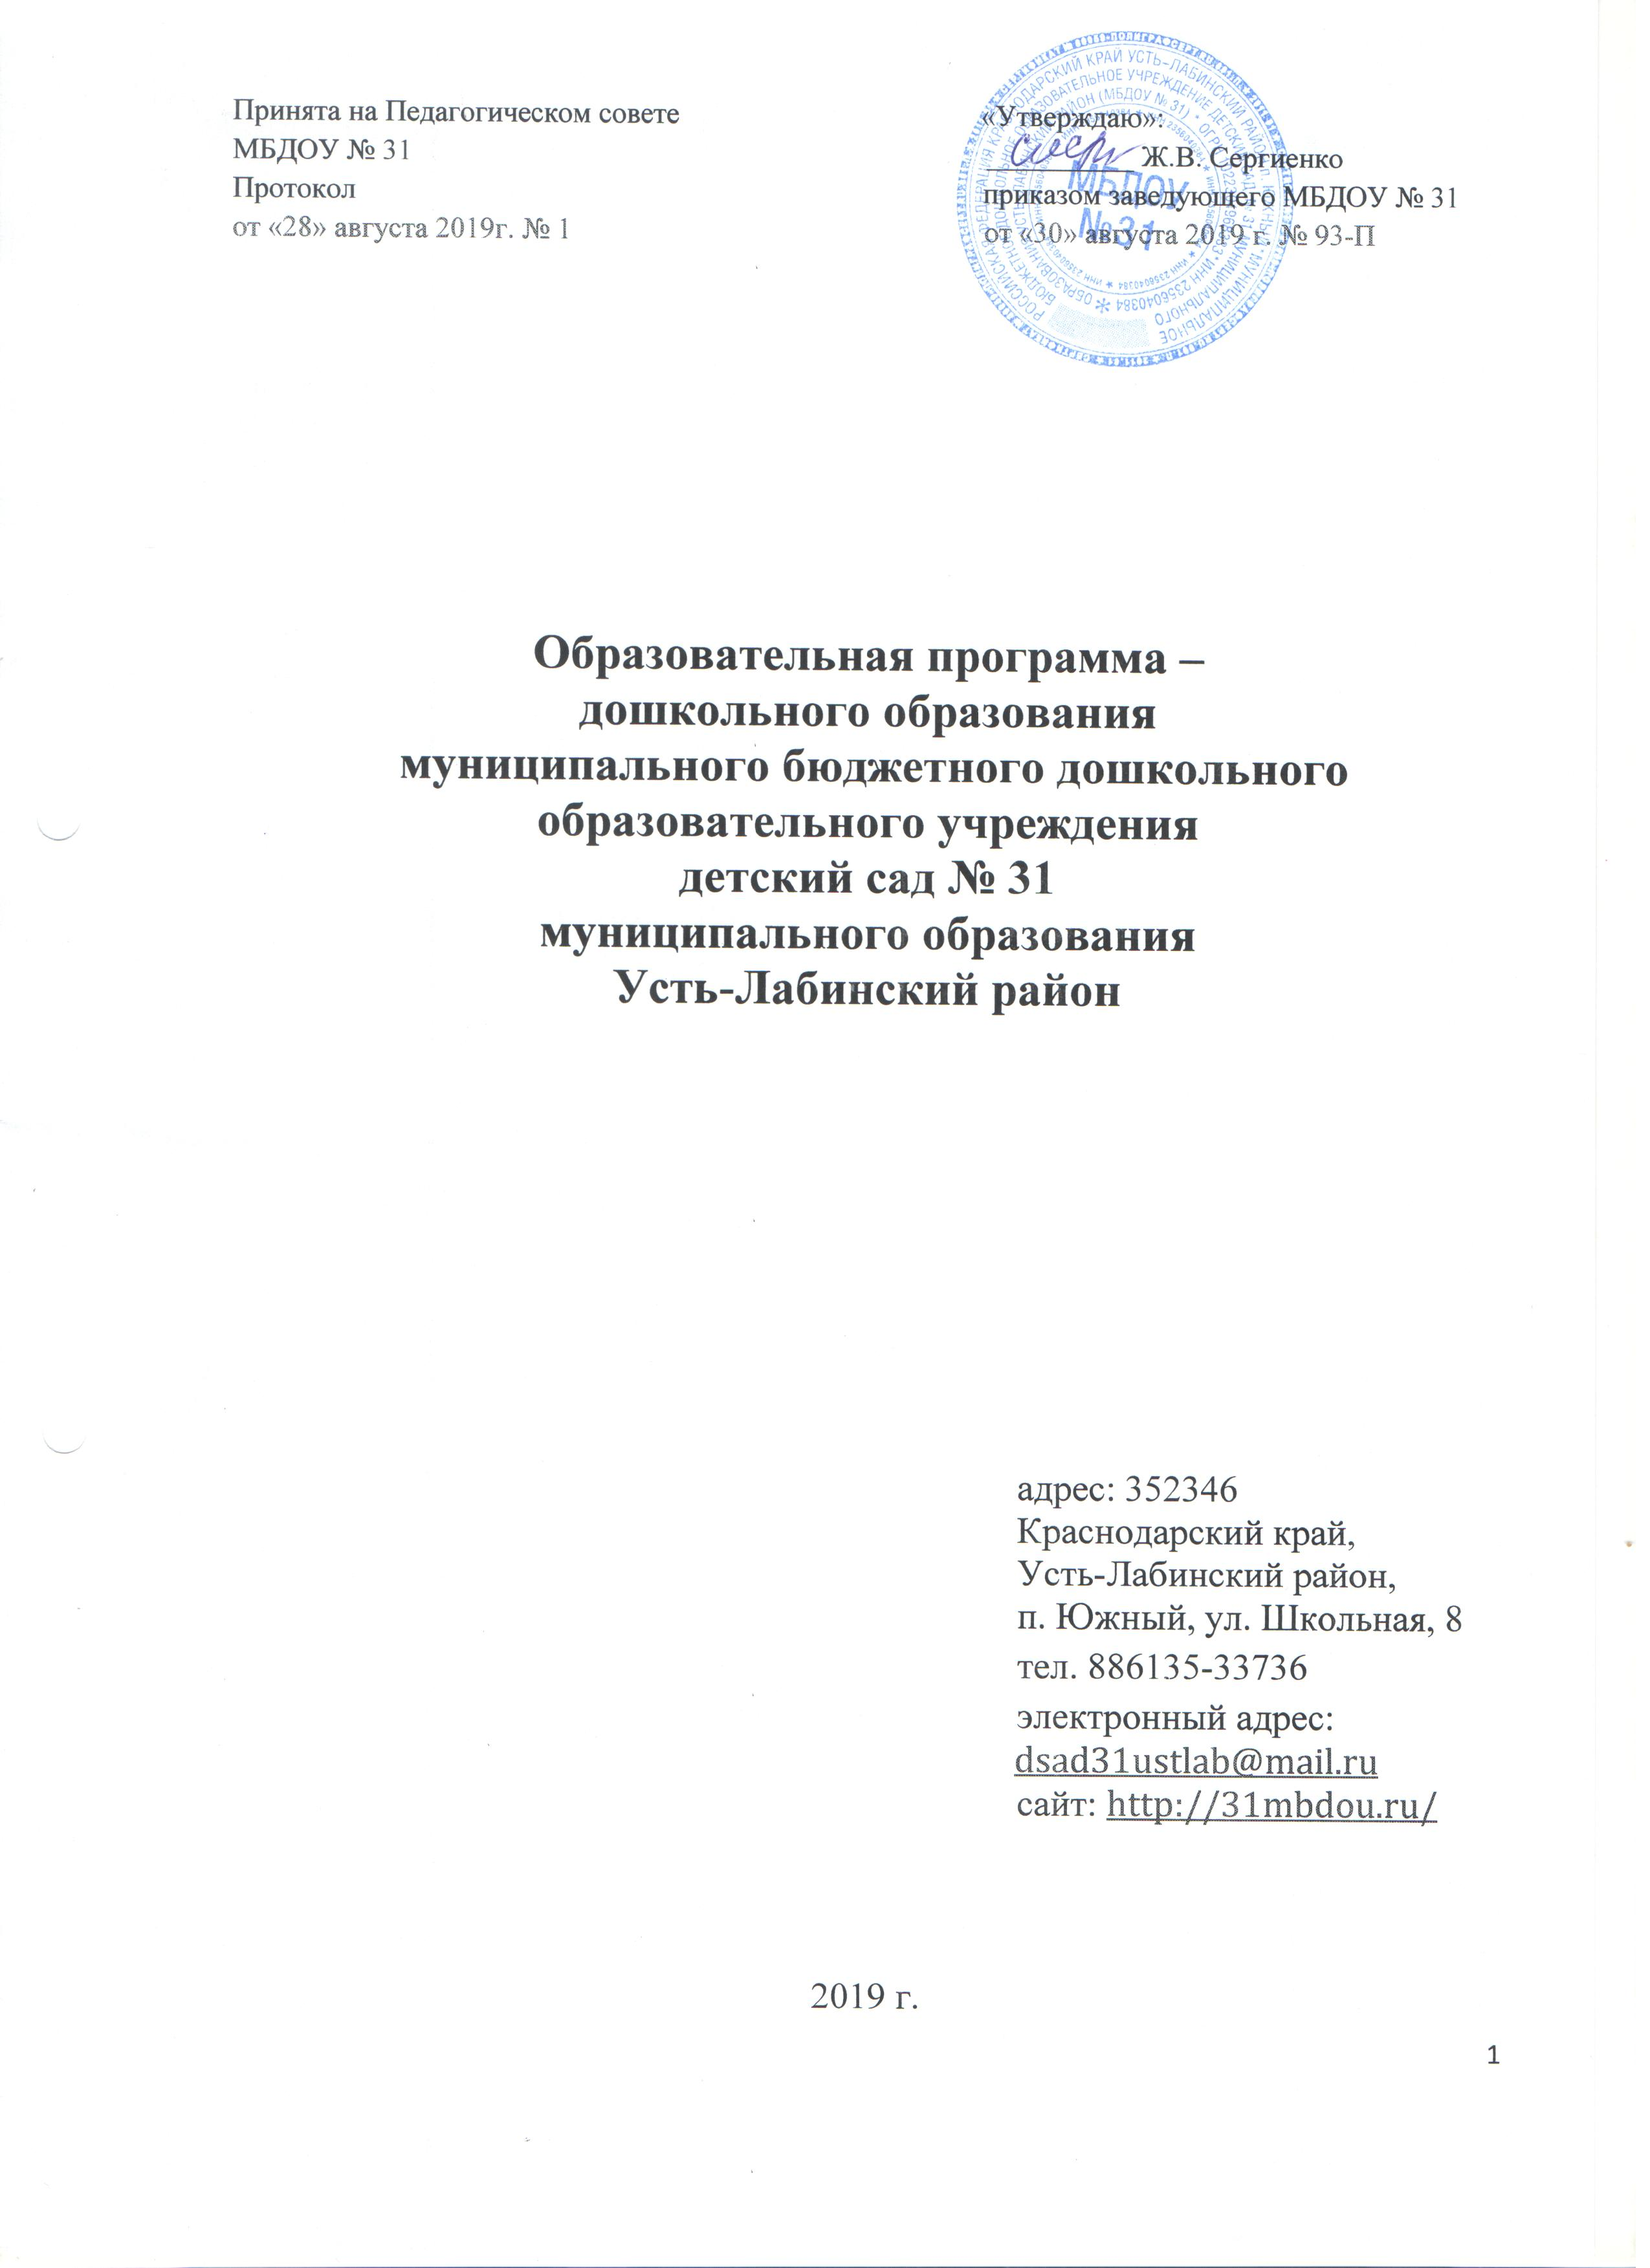 Принята на Педагогическом совете
МБДОУ № 31
Протокол
от «28» августа 2019г. № 1
«Утверждаю»:
Ж.В. Сергиенко
приказом заведующего МБДОУ № 31
от «30» августа 2019 г. № 93-П
МБДОУ
№31
Образовательная программа –
дошкольного образования
муниципального бюджетного дошкольного
образовательного учреждения
детский сад № 31
муниципального образования
Усть-Лабинский район
адрес: 352346
Краснодарский край,
Усть-Лабинский район,
п. Южный, ул. Школьная, 8
тел. 886135-33736
электронный адрес:
dsad31ustlab@mail.ru
сайт: http://31mbdou.ru/
2019 г.
1